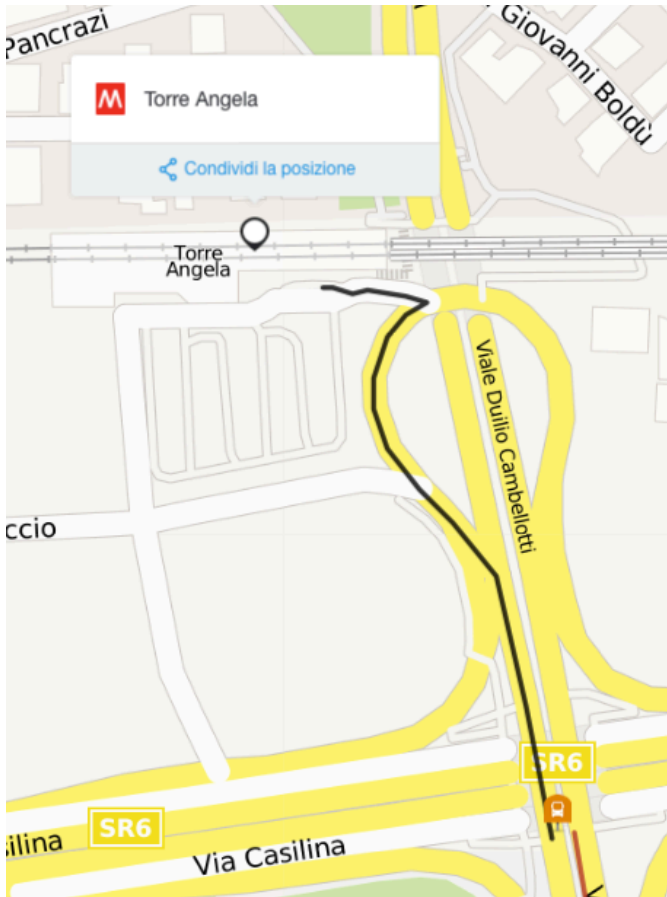 Pancrazi
Giovanni Boldù
M
Torre Angela
Condividi la posizione
Torre
Angela
Viale Duilio Cambellotti
ccio
SR6
SR6
silina
Via Casilina
V